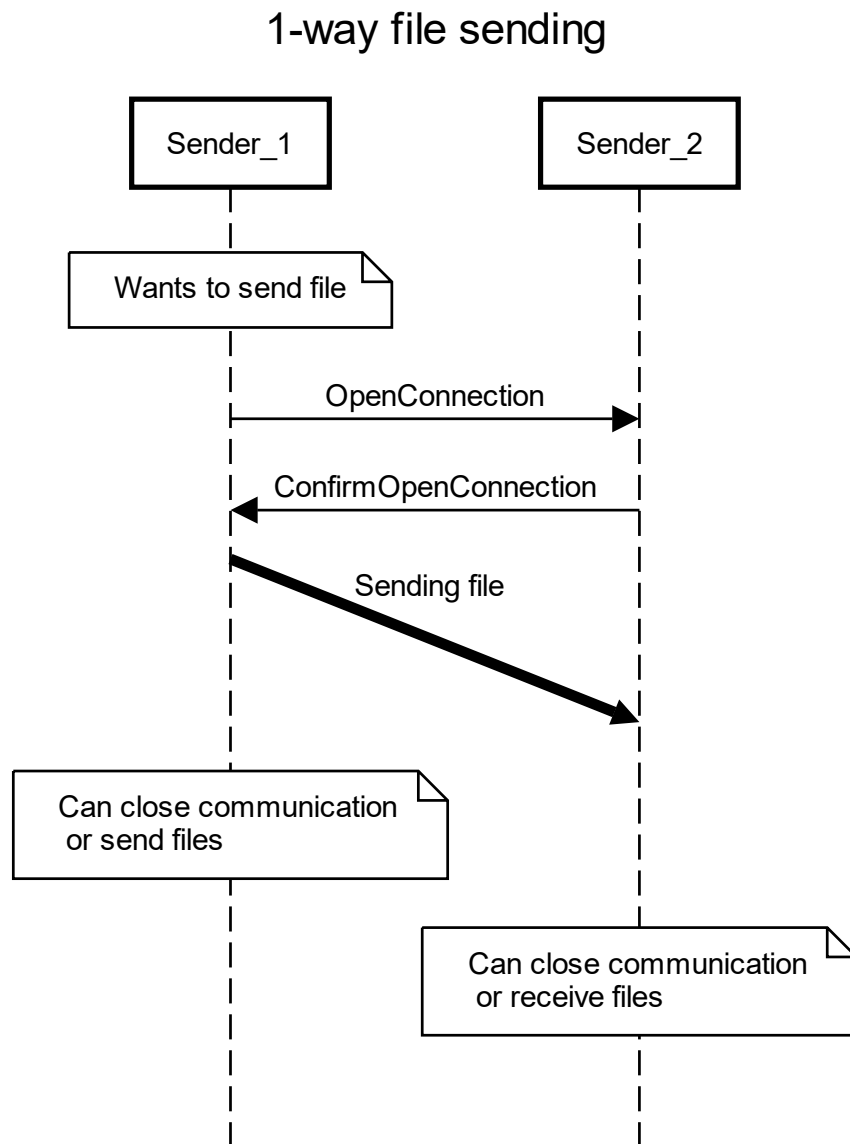 1-way file sending
Sender_1
Sender_2
Wants to send file
OpenConnection
ConfirmOpenConnection
Sending file
Can close communication
or send files
Can close communication
or receive files